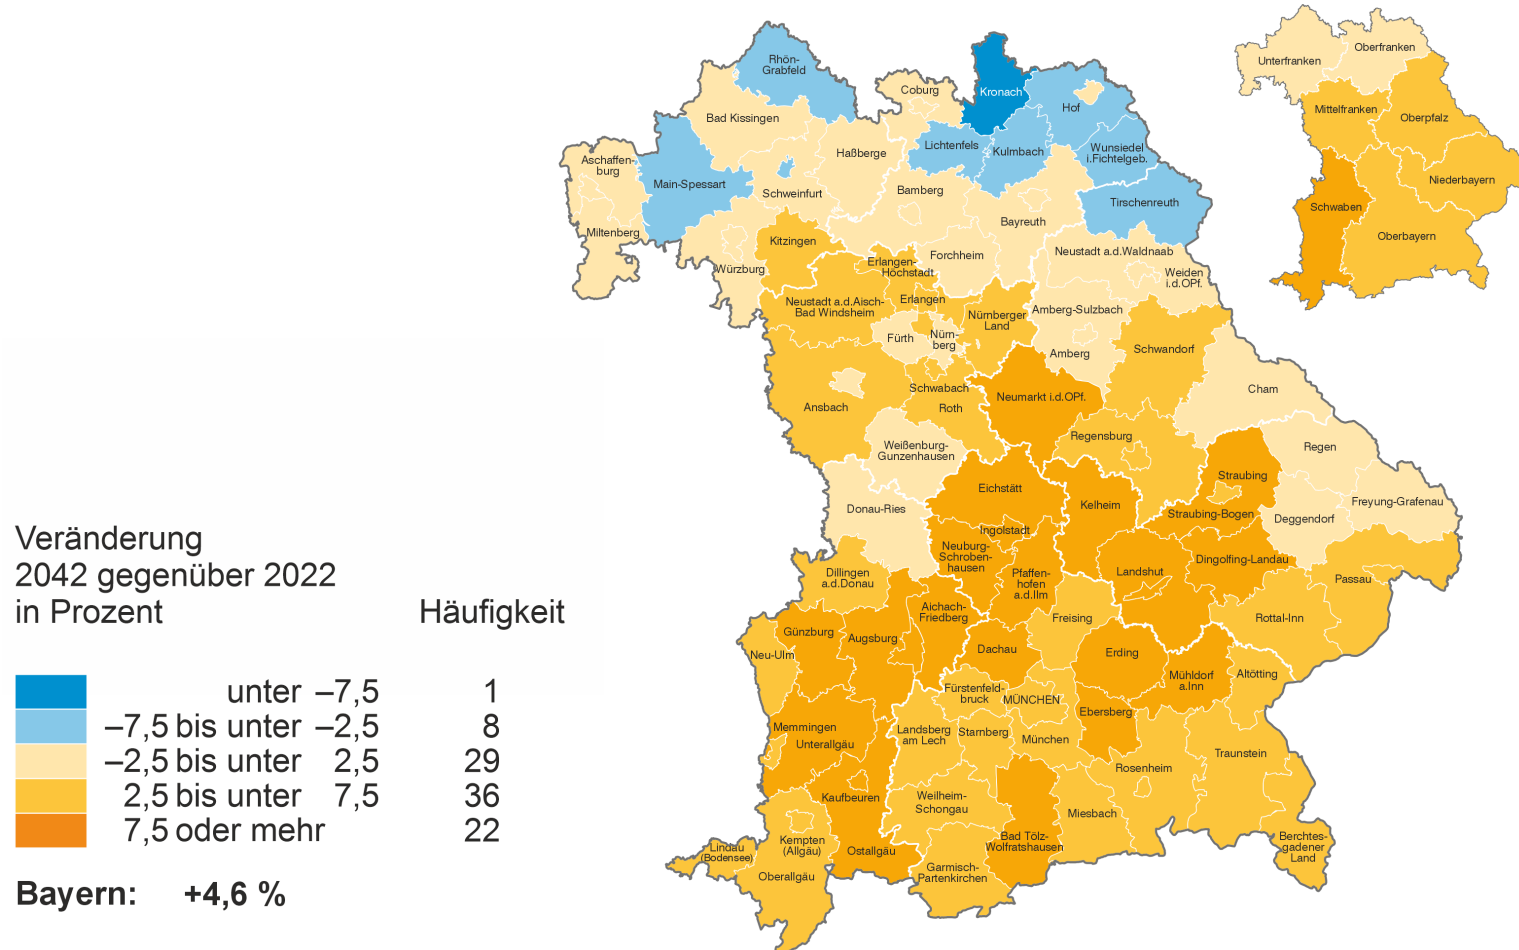 Rhön-
Grabfeld
Coburg
Kronach
Hof
Bad Kissingen
Lichtenfels
Kulmbach
Wunsiedel
i.Fichtelgeb.
Aschaffen-
burg
Haßberge
Main-Spessart
Schweinfurt
Bamberg
Tirschenreuth
Bayreuth
Miltenberg
Kitzingen
Würzburg
Forchheim
Erlangen-
Höchstadt
Neustadt a.d.Waldnaab
Weiden
i.d.OPf.
Neustadt a.d.Aisch-
Bad Windsheim
Erlangen
Nürnberger
Land
Amberg-Sulzbach
Fürth
Nürn-
berg
Amberg
Schwandorf
Schwabach
Ansbach
Roth
Neumarkt i.d.OPf.
Cham
Weißenburg-
Gunzenhausen
Regensburg
Regen
Straubing
Eichstätt
Kelheim
Freyung-Grafenau
Donau-Ries
Straubing-Bogen
Deggendorf
Ingolstadt
Neuburg-
Schroben-
hausen
Dingolfing-Landau
Dillingen
a.d.Donau
Pfaffen-
hofen
a.d.Ilm
Landshut
Passau
Aichach-
Friedberg
Freising
Rottal-Inn
Günzburg
Augsburg
Neu-Ulm
Dachau
Erding
Mühldorf
a.Inn
Altötting
Fürstenfeld-
bruck
MÜNCHEN
Ebersberg
Memmingen
Unterallgäu
Landsberg
am Lech
Starnberg
München
Traunstein
Rosenheim
Kaufbeuren
Weilheim-
Schongau
Miesbach
Kempten
(Allgäu)
Lindau
(Bodensee)
Ostallgäu
Bad Tölz-
Wolfratshausen
Berchtes-
gadener
Land
Oberallgäu
Garmisch-
Partenkirchen
Unterfranken
Oberfranken
Mittelfranken
Oberpfalz
Niederbayern
Schwaben
Oberbayern
Veränderung
2042 gegenüber 2022
in Prozent Häufigkeit
unter –7,5 1
–7,5 bis unter –2,5 8
–2,5 bis unter 2,5 29
2,5 bis unter 7,5 36
7,5 oder mehr 22
Bayern: +4,6 %